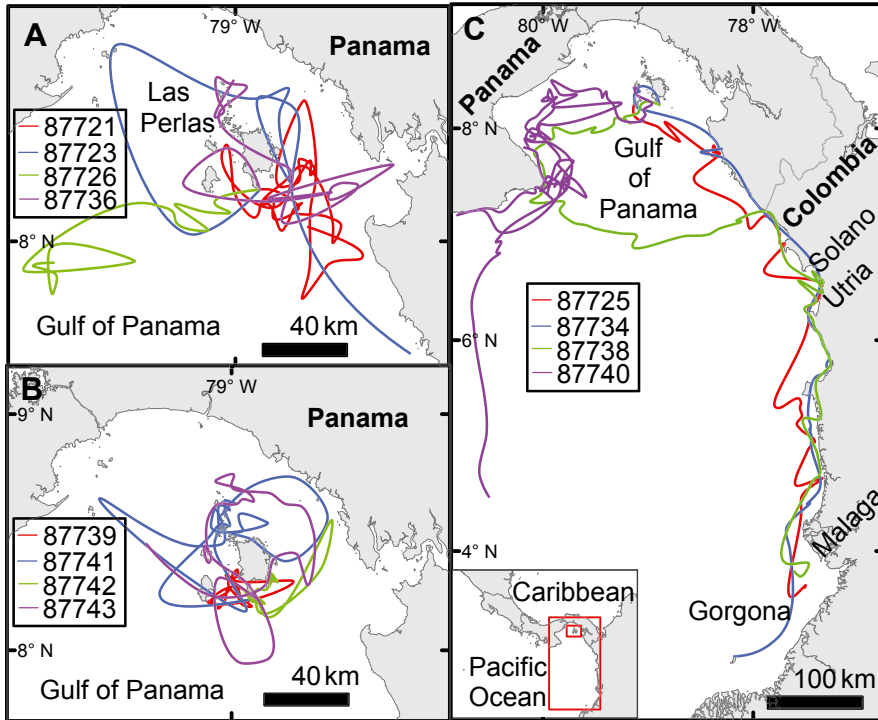 A
79° W
Panama
Las
Perlas
87721
87723
87726
87736
8° N
Gulf of Panama
40 km
B
79° W
9° N
Panama
87739
87741
87742
87743
8° N
Gulf of Panama
40 km
C
80° W
78° W
Panama
8° N
Gulf
of
Panama
Colombia
Solano
Utria
87725
87734
87738
87740
6° N
Malaga
4° N
Gorgona
Caribbean
Pacific
Ocean
100 km